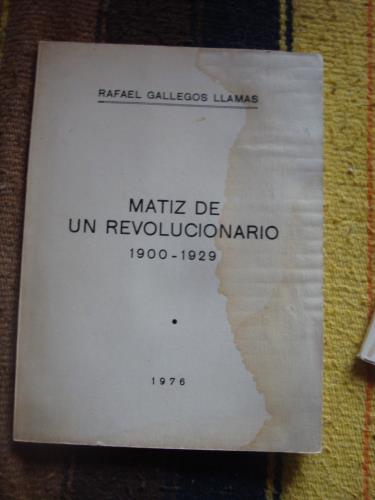 RAFAEL GALLEGOS LLAMAS
MATIZ DE
UN REVOLUCIONARIO
1900-1929
1976